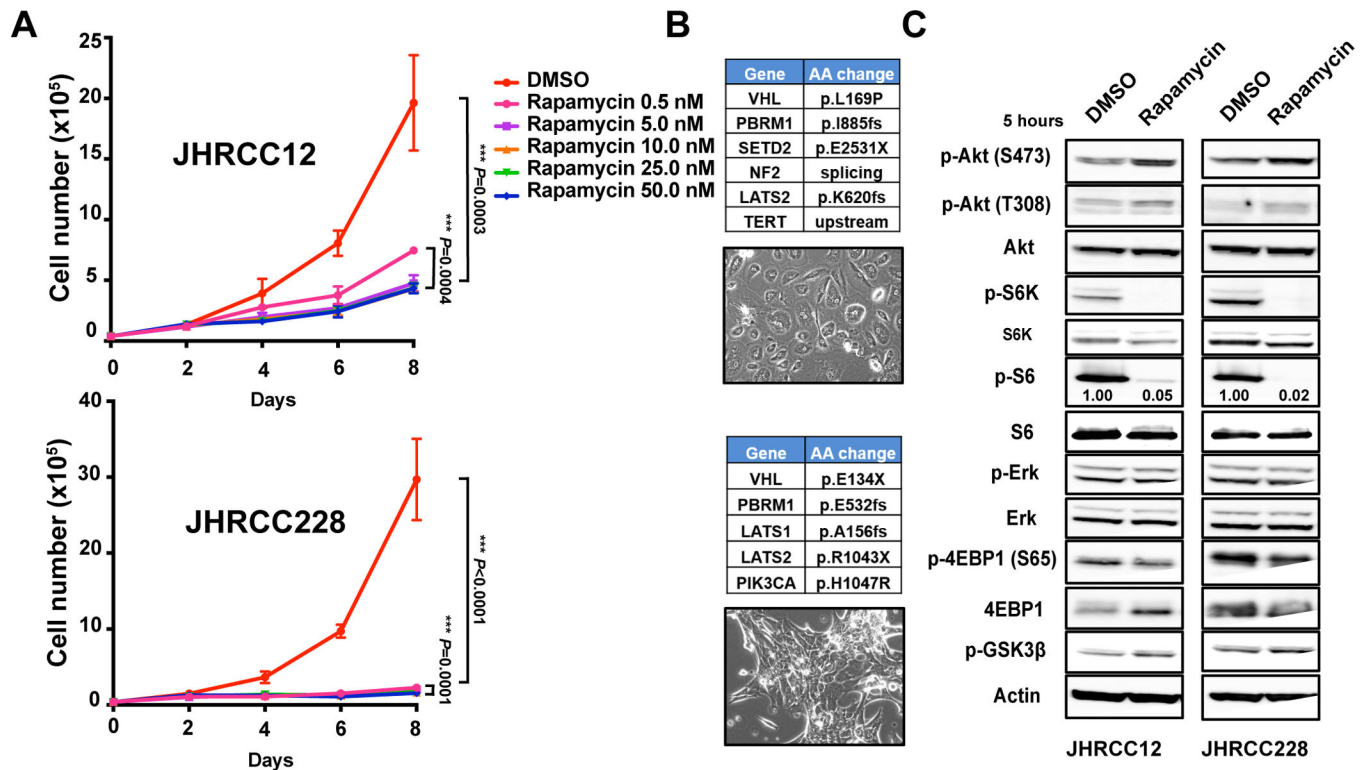 A
Cell number (x10⁵)
25
20
15
10
5
0
0 2 4 6 8
Days
JHRCC12
DMSO
Rapamycin 0.5 nM
Rapamycin 5.0 nM
Rapamycin 10.0 nM
Rapamycin 25.0 nM
Rapamycin 50.0 nM
*** P=0.0003
*** P=0.0004
Cell number (x10⁵)
40
30
20
10
0
0 2 4 6 8
Days
JHRCC228
*** P<0.0001
*** P=0.0001
B
Gene AA change
VHL p.L169P
PBRM1 p.I885fs
SETD2 p.E2531X
NF2 splicing
LATS2 p.K620fs
TERT upstream
Gene AA change
VHL p.E134X
PBRM1 p.E532fs
LATS1 p.A156fs
LATS2 p.R1043X
PIK3CA p.H1047R
C
5 hours DMSO Rapamycin DMSO Rapamycin
p-Akt (S473)
p-Akt (T308)
Akt
p-S6K
S6K
p-S6
1.00 0.05 1.00 0.02
S6
p-Erk
Erk
p-4EBP1 (S65)
4EBP1
p-GSK3β
Actin
JHRCC12 JHRCC228